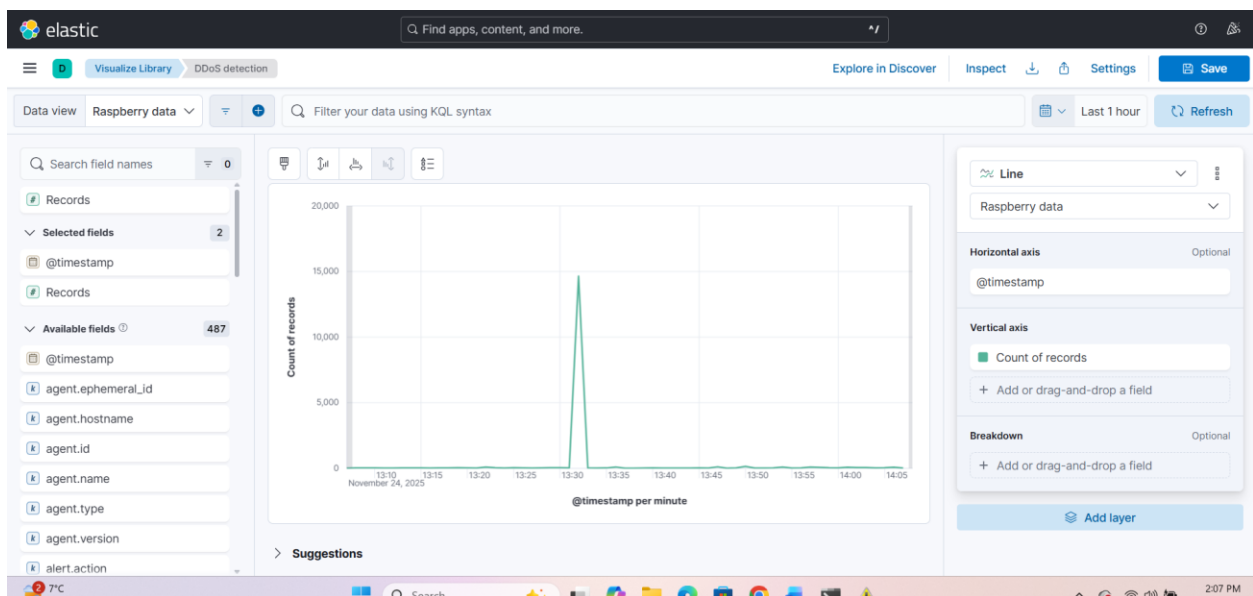 elastic
Find apps, content, and more.
^/
D Visualize Library DDoS detection
Explore in Discover Inspect Settings Save
Data view Raspberry data
Filter your data using KQL syntax
Last 1 hour Refresh
Search field names 0
Records
Selected fields 2
@timestamp
Records
Available fields 487
@timestamp
agent.ephemeral_id
agent.hostname
agent.id
agent.name
agent.type
agent.version
alert.action
20,000
15,000
10,000
5,000
0
Count of records
13:10 13:15 13:20 13:25 13:30 13:35 13:40 13:45 13:50 13:55 14:00 14:05
November 24, 2025
@timestamp per minute
Suggestions
Line
Raspberry data
Horizontal axis Optional
@timestamp
Vertical axis
Count of records
+ Add or drag-and-drop a field
Breakdown Optional
+ Add or drag-and-drop a field
Add layer
2 7°C
Search
2:07 PM